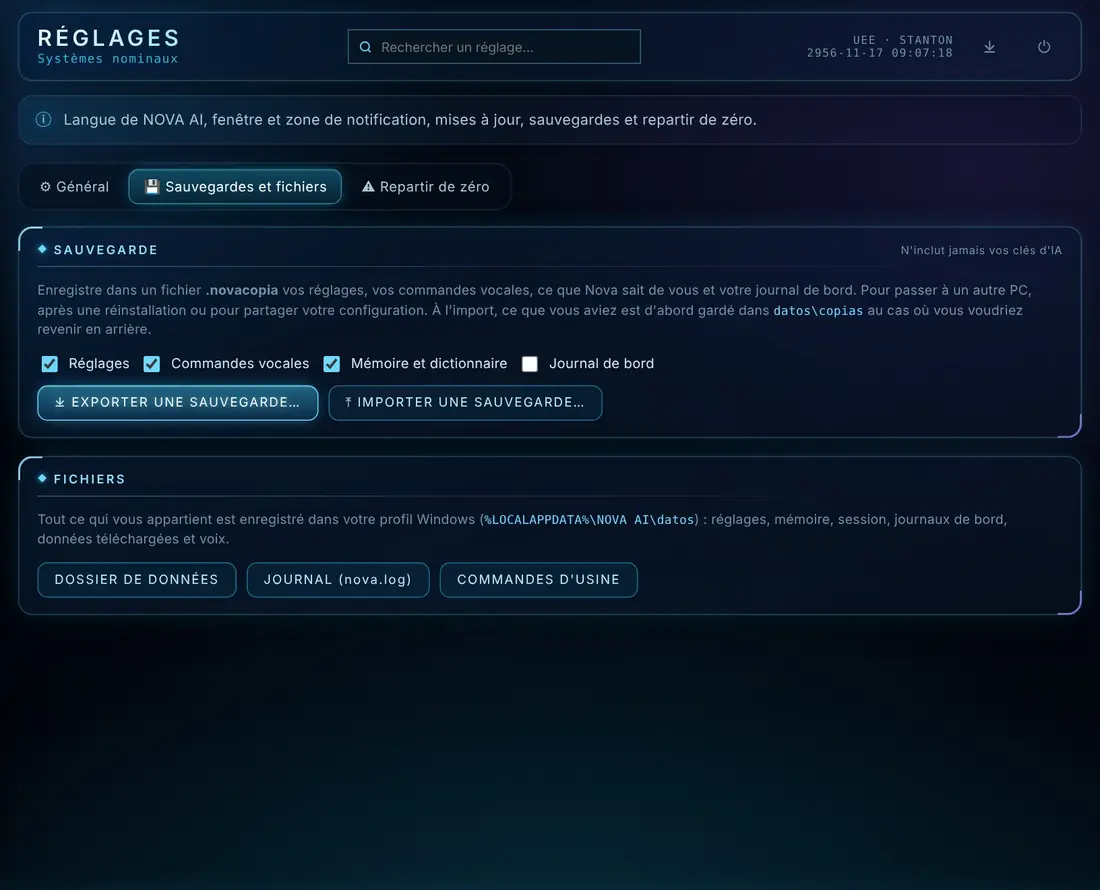 RÉGLAGES
Systèmes nominaux
Rechercher un réglage...
UEE · STANTON
2956-11-17 09:07:18
Langue de NOVA AI, fenêtre et zone de notification, mises à jour, sauvegardes et repartir de zéro.
Général
Sauvegardes et fichiers
Repartir de zéro
SAUVEGARDE
N'inclut jamais vos clés d'IA
Enregistre dans un fichier .novacopia vos réglages, vos commandes vocales, ce que Nova sait de vous et votre journal de bord. Pour passer à un autre PC,
après une réinstallation ou pour partager votre configuration. À l'import, ce que vous aviez est d'abord gardé dans datos\copias au cas où vous voudriez
revenir en arrière.
Réglages
Commandes vocales
Mémoire et dictionnaire
Journal de bord
EXPORTER UNE SAUVEGARDE...
IMPORTER UNE SAUVEGARDE...
FICHIERS
Tout ce qui vous appartient est enregistré dans votre profil Windows (%LOCALAPPDATA%\NOVA AI\datos) : réglages, mémoire, session, journaux de bord,
données téléchargées et voix.
DOSSIER DE DONNÉES
JOURNAL (nova.log)
COMMANDES D'USINE